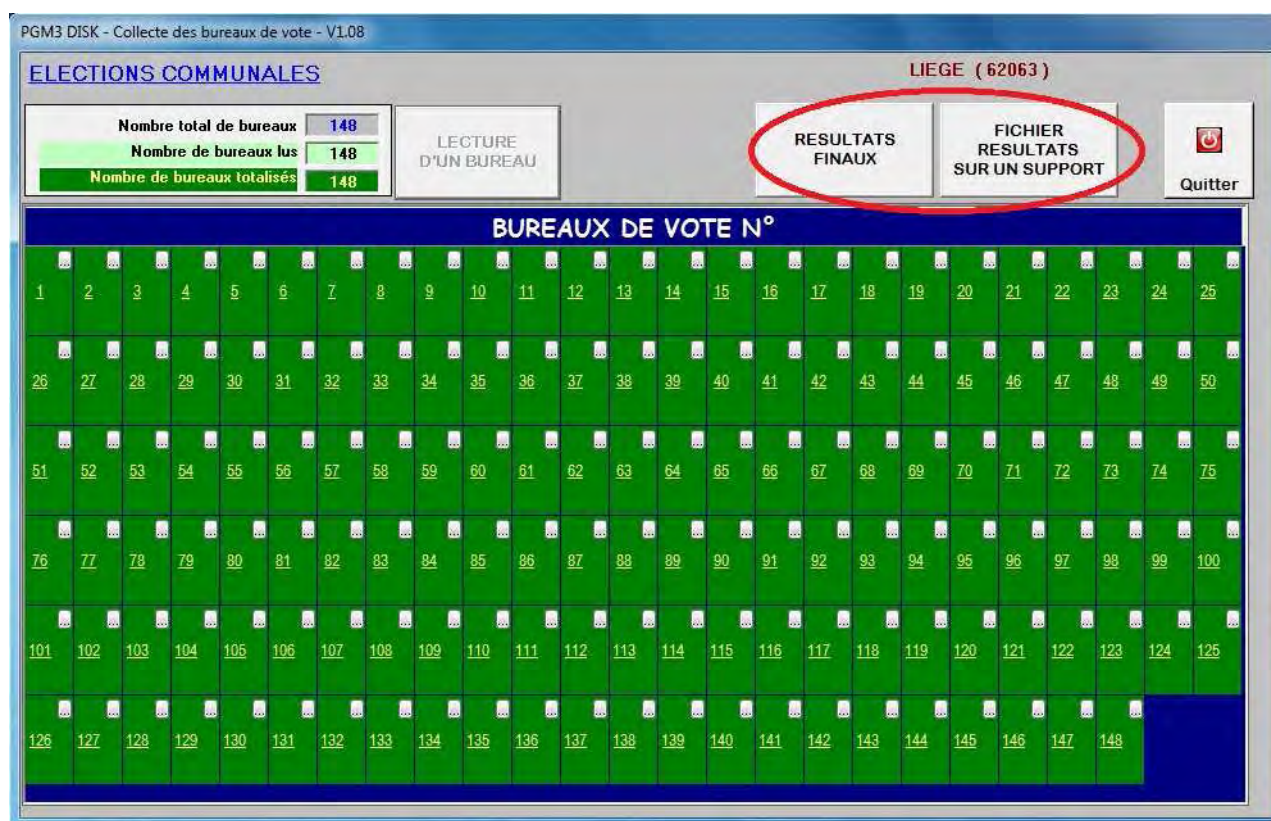 PGM3 DISK - Collecte des bureaux de vote - V1.08
ELECTIONS COMMUNALES
LIEGE ( 62063 )
Nombre total de bureaux 148
Nombre de bureaux lus 148
Nombre de bureaux totalisés 148
LECTURE
D'UN BUREAU
RESULTATS
FINAUX
FICHIER
RESULTATS
SUR UN SUPPORT
Quitter
BUREAUX DE VOTE N°
... ... ... ... ... ... ... ... ... ... ... ... ... ... ... ... ... ... ... ... ... ... ... ... ...
1 2 3 4 5 6 7 8 9 10 11 12 13 14 15 16 17 18 19 20 21 22 23 24 25
... ... ... ... ... ... ... ... ... ... ... ... ... ... ... ... ... ... ... ... ... ... ... ... ...
26 27 28 29 30 31 32 33 34 35 36 37 38 39 40 41 42 43 44 45 46 47 48 49 50
... ... ... ... ... ... ... ... ... ... ... ... ... ... ... ... ... ... ... ... ... ... ... ... ...
51 52 53 54 55 56 57 58 59 60 61 62 63 64 65 66 67 68 69 70 71 72 73 74 75
... ... ... ... ... ... ... ... ... ... ... ... ... ... ... ... ... ... ... ... ... ... ... ... ...
76 77 78 79 80 81 82 83 84 85 86 87 88 89 90 91 92 93 94 95 96 97 98 99 100
... ... ... ... ... ... ... ... ... ... ... ... ... ... ... ... ... ... ... ... ... ... ... ... ...
101 102 103 104 105 106 107 108 109 110 111 112 113 114 115 116 117 118 119 120 121 122 123 124 125
... ... ... ... ... ... ... ... ... ... ... ... ... ... ... ... ... ... ... ... ... ... ...
126 127 128 129 130 131 132 133 134 135 136 137 138 139 140 141 142 143 144 145 146 147 148